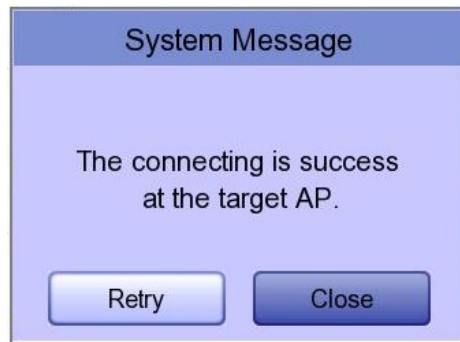 System Message
The connecting is success
at the target AP.
Retry
Close